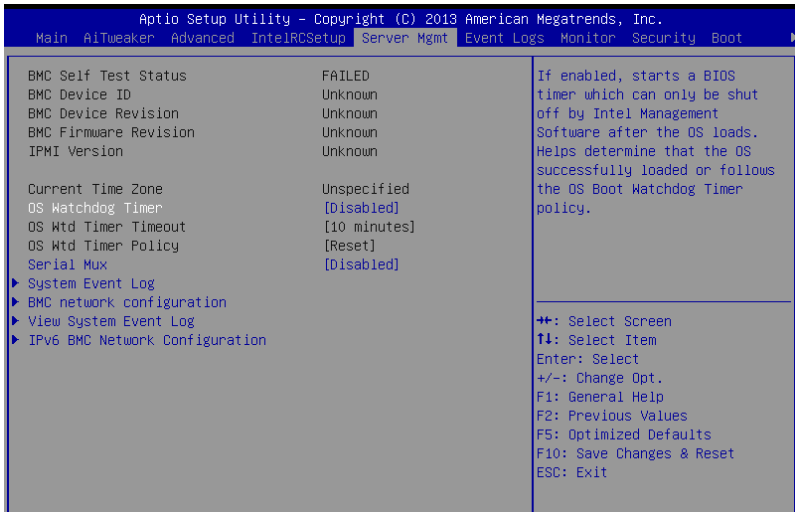 Aptio Setup Utility – Copyright (C) 2013 American Megatrends, Inc.
Main AiTweaker Advanced IntelRCSetup Server Mgmt Event Logs Monitor Security Boot
BMC Self Test Status FAILED
BMC Device ID Unknown
BMC Device Revision Unknown
BMC Firmware Revision Unknown
IPMI Version Unknown
Current Time Zone Unspecified
OS Watchdog Timer [Disabled]
OS Wtd Timer Timeout [10 minutes]
OS Wtd Timer Policy [Reset]
Serial Mux [Disabled]
System Event Log
BMC network configuration
View System Event Log
IPv6 BMC Network Configuration
If enabled, starts a BIOS
timer which can only be shut
off by Intel Management
Software after the OS loads.
Helps determine that the OS
successfully loaded or follows
the OS Boot Watchdog Timer
policy.
→←: Select Screen
↑↓: Select Item
Enter: Select
+/-: Change Opt.
F1: General Help
F2: Previous Values
F5: Optimized Defaults
F10: Save Changes & Reset
ESC: Exit